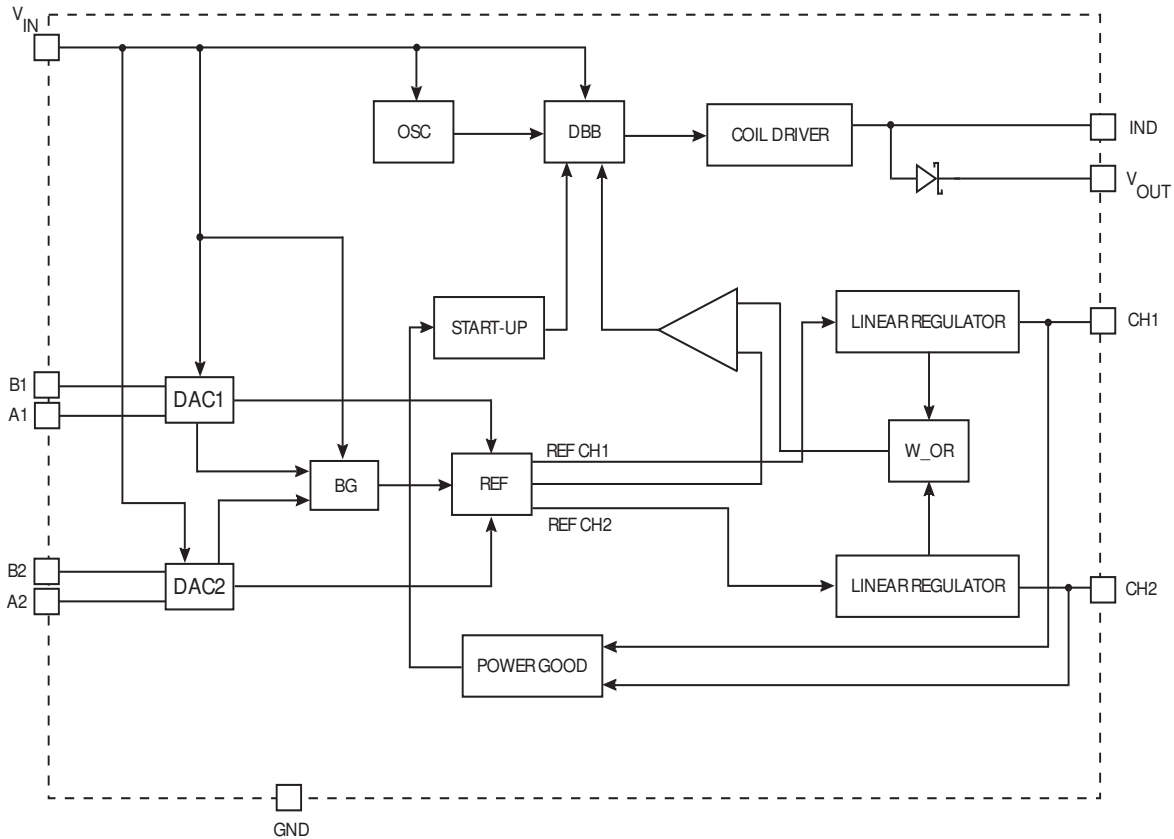 VIN
OSC
DBB
COIL DRIVER
IND
VOUT
START-UP
LINEAR REGULATOR
CH1
B1
A1
DAC1
REF CH1
W_OR
BG
REF
REF CH2
B2
A2
DAC2
LINEAR REGULATOR
CH2
POWER GOOD
GND